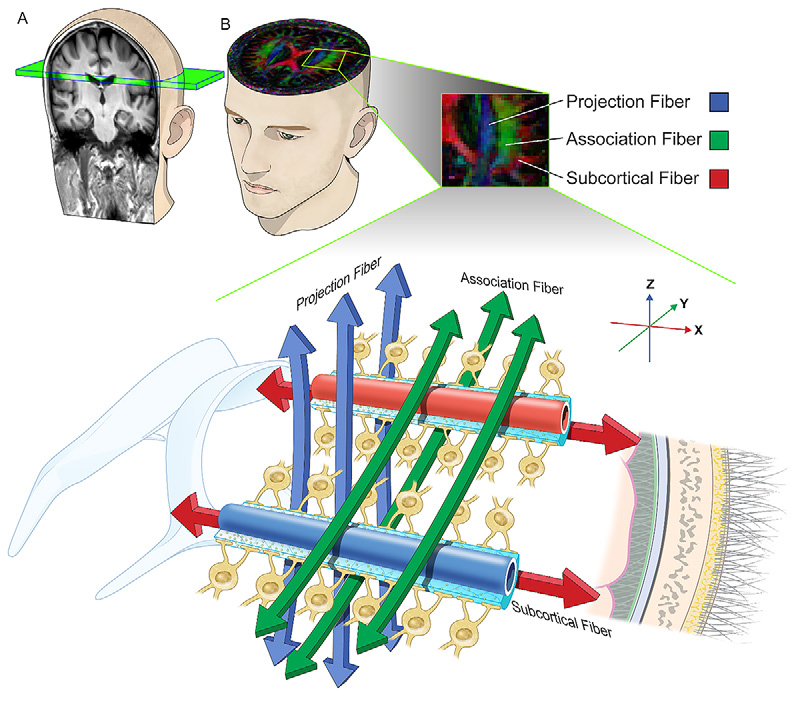 A
B
Projection Fiber
Association Fiber
Subcortical Fiber
Projection Fiber
Association Fiber
Z
Y
X
Subcortical Fiber